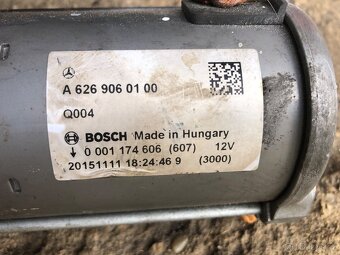 A 626 906 01 00
Q004
BOSCH Made in Hungary
↓ 0 001 174 606 (607) 12V
20151111 18:24:46 9 (3000)